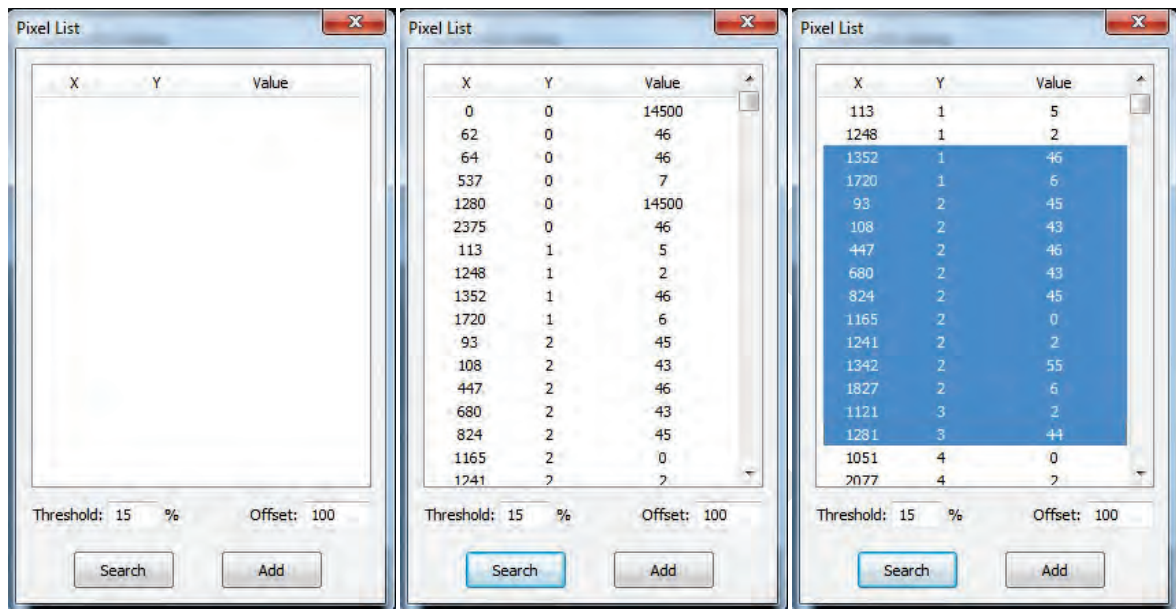 Pixel List
X Y Value
Threshold: 15 % Offset: 100
Search Add
Pixel List
X Y Value
0 0 14500
62 0 46
64 0 46
537 0 7
1280 0 14500
2375 0 46
113 1 5
1248 1 2
1352 1 46
1720 1 6
93 2 45
108 2 43
447 2 46
680 2 43
824 2 45
1165 2 0
1241 2 2
Threshold: 15 % Offset: 100
Search Add
Pixel List
X Y Value
113 1 5
1248 1 2
1352 1 46
1720 1 6
93 2 45
108 2 43
447 2 46
680 2 43
824 2 45
1165 2 0
1241 2 2
1342 2 55
1827 2 6
1121 3 2
1281 3 44
1051 4 0
2077 4 2
Threshold: 15 % Offset: 100
Search Add